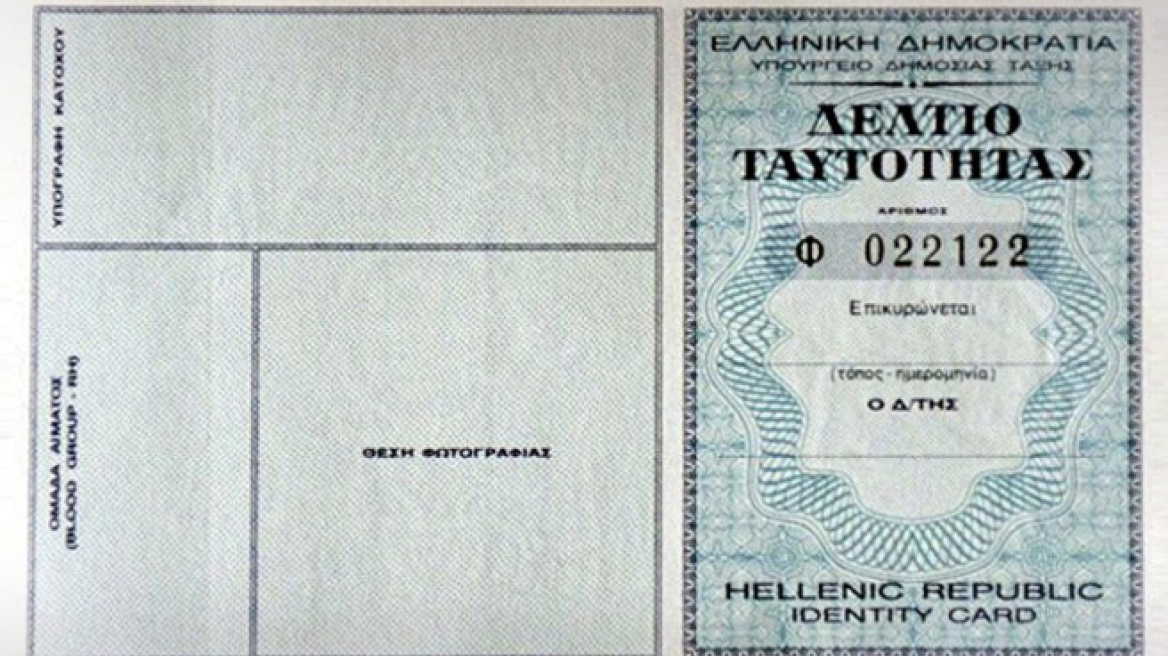 ΥΠΟΓΡΑΦΗ ΚΑΤΟΧΟΥ
ΟΜΑΔΑ ΑΙΜΑΤΟΣ
(BLOOD GROUP - RH)
ΘΕΣΗ ΦΩΤΟΓΡΑΦΙΑΣ
ΕΛΛΗΝΙΚΗ ΔΗΜΟΚΡΑΤΙΑ
ΥΠΟΥΡΓΕΙΟ ΔΗΜΟΣΙΑΣ ΤΑΞΗΣ
ΔΕΛΤΙΟ
ΤΑΥΤΟΤΗΤΑΣ
ΑΡΙΘΜΟΣ
Φ 022122
Επικυρώνεται
(τόπος - ημερομηνία)
Ο Δ/ΤΗΣ
HELLENIC REPUBLIC
IDENTITY CARD